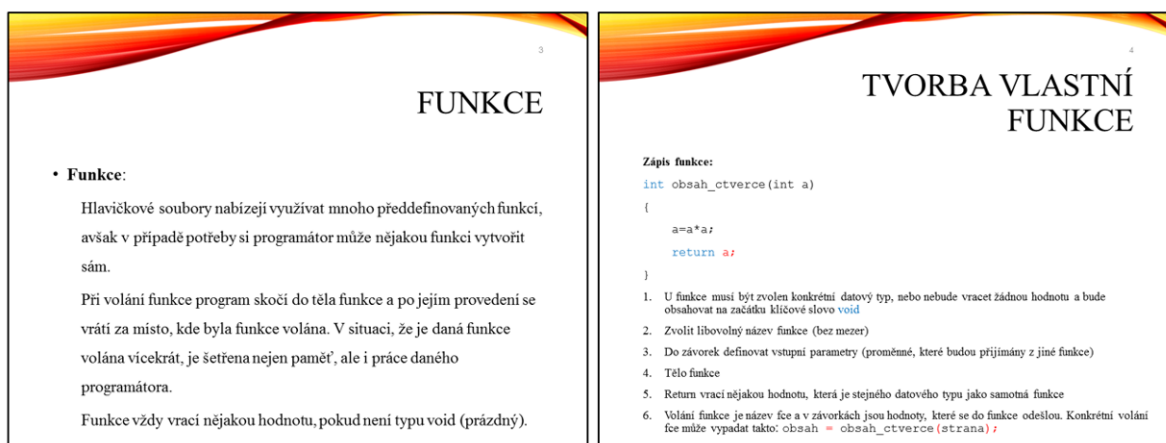 3
FUNKCE
• Funkce:
Hlavičkové soubory nabízejí využívat mnoho předdefinovaných funkcí,
avšak v případě potřeby si programátor může nějakou funkci vytvořit
sám.
Při volání funkce program skočí do těla funkce a po jejím provedení se
vrátí za místo, kde byla funkce volána. V situaci, že je daná funkce
volána vícekrát, je šetřena nejen paměť, ale i práce daného
programátora.
Funkce vždy vrací nějakou hodnotu, pokud není typu void (prázdný).
4
TVORBA VLASTNÍ
FUNKCE
Zápis funkce:
int obsah_ctverce(int a)
{
a=a*a;
return a;
}
1. U funkce musí být zvolen konkrétní datový typ, nebo nebude vracet žádnou hodnotu a bude
obsahovat na začátku klíčové slovo void
2. Zvolit libovolný název funkce (bez mezer)
3. Do závorek definovat vstupní parametry (proměnné, které budou přijímány z jiné funkce)
4. Tělo funkce
5. Return vrací nějakou hodnotu, která je stejného datového typu jako samotná funkce
6. Volání funkce je název fce a v závorkách jsou hodnoty, které se do funkce odešlou. Konkrétní volání
fce může vypadat takto: obsah = obsah_ctverce(strana);